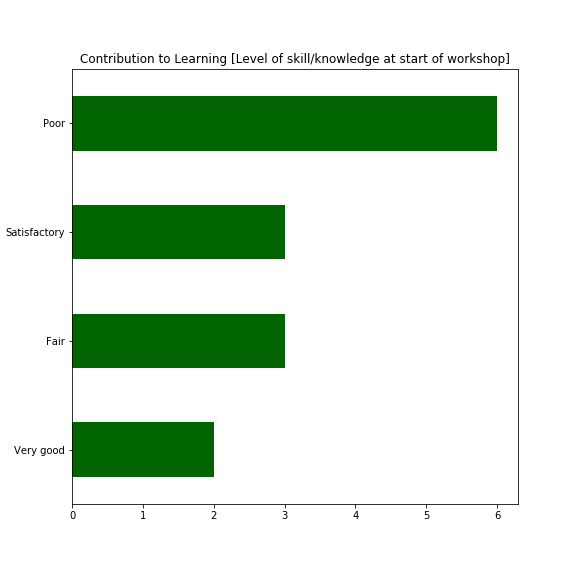 Contribution to Learning [Level of skill/knowledge at start of workshop]
Poor
Satisfactory
Fair
Very good
0 1 2 3 4 5 6